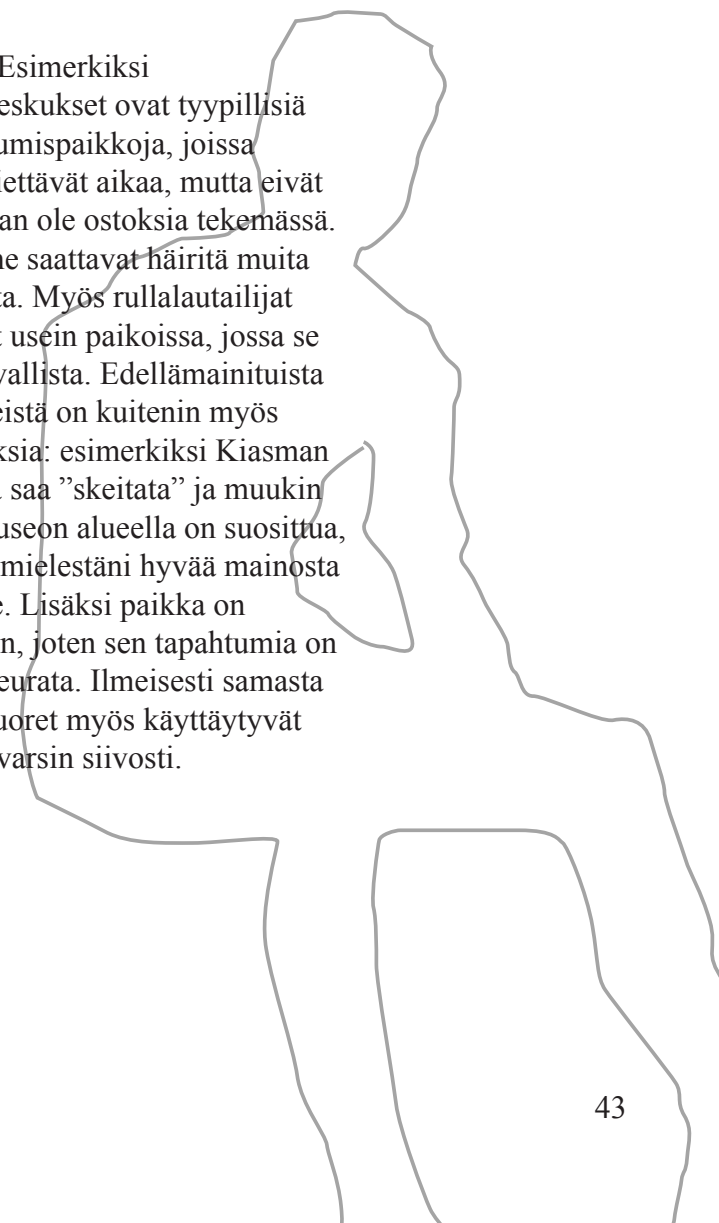 Esimerkiksi
eskukset ovat tyypillisiä
umispaikkoja, joissa
iettävät aikaa, mutta eivät
an ole ostoksia tekemässä.
ne saattavat häiritä muita
ta. Myös rullalautailijat
t usein paikoissa, jossa se
vallista. Edellämainituista
eistä on kuitenin myös
ksia: esimerkiksi Kiasman
saa ”skeitata” ja muukin
useon alueella on suosittua,
mielestäni hyvää mainosta
e. Lisäksi paikka on
n, joten sen tapahtumia on
eurata. Ilmeisesti samasta
uoret myös käyttäytyvät
varsin siivosti.
43